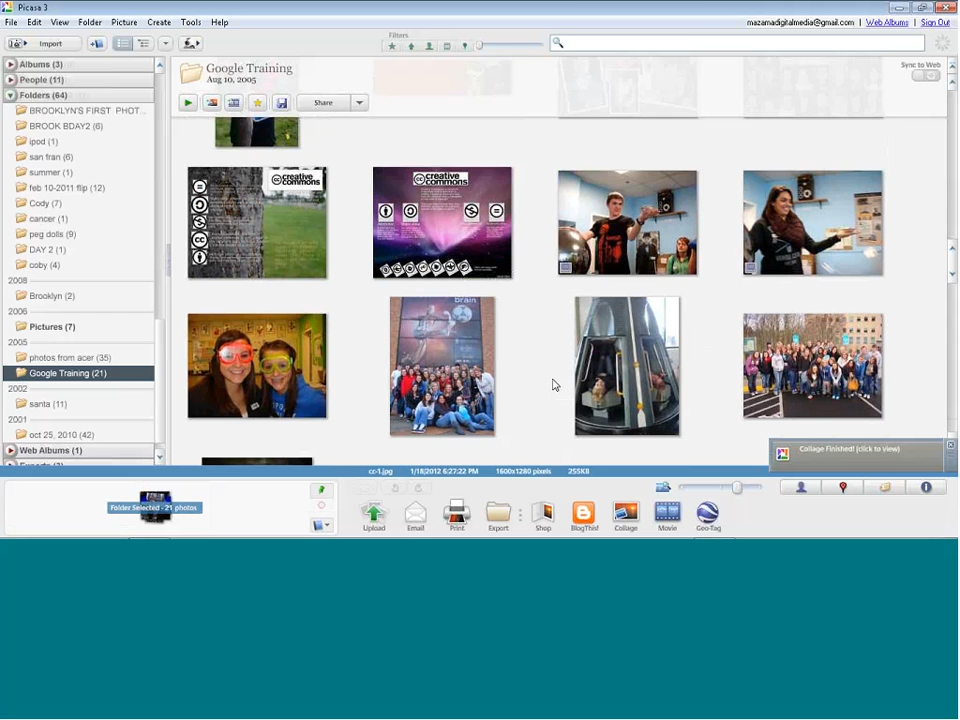 Picasa 3
File Edit View Folder Picture Create Tools Help
mazamadigitalmedia@gmail.com Web Albums Sign Out
Import
Filters
Albums (3)
People (11)
Folders (64)
BROOKLYN'S FIRST PHOT...
BROOK BDAY2 (6)
ipod (1)
san fran (6)
summer (1)
feb 10-2011 flip (12)
Cody (7)
cancer (1)
peg dolls (9)
DAY 2 (1)
coby (4)
2008
Brooklyn (2)
2006
Pictures (7)
2005
photos from acer (35)
Google Training (21)
2002
santa (11)
2001
oct 25, 2010 (42)
Web Albums (1)
Google Training
Aug 10, 2005
Sync to Web
Share
creative commons
creative commons
brain
Collage Finished! (click to view)
cc-1.jpg 1/18/2012 6:27:22 PM 1600x1280 pixels 255KB
Folder Selected - 21 photos
Upload Email Print Export Shop BlogThis! Collage Movie Geo-Tag